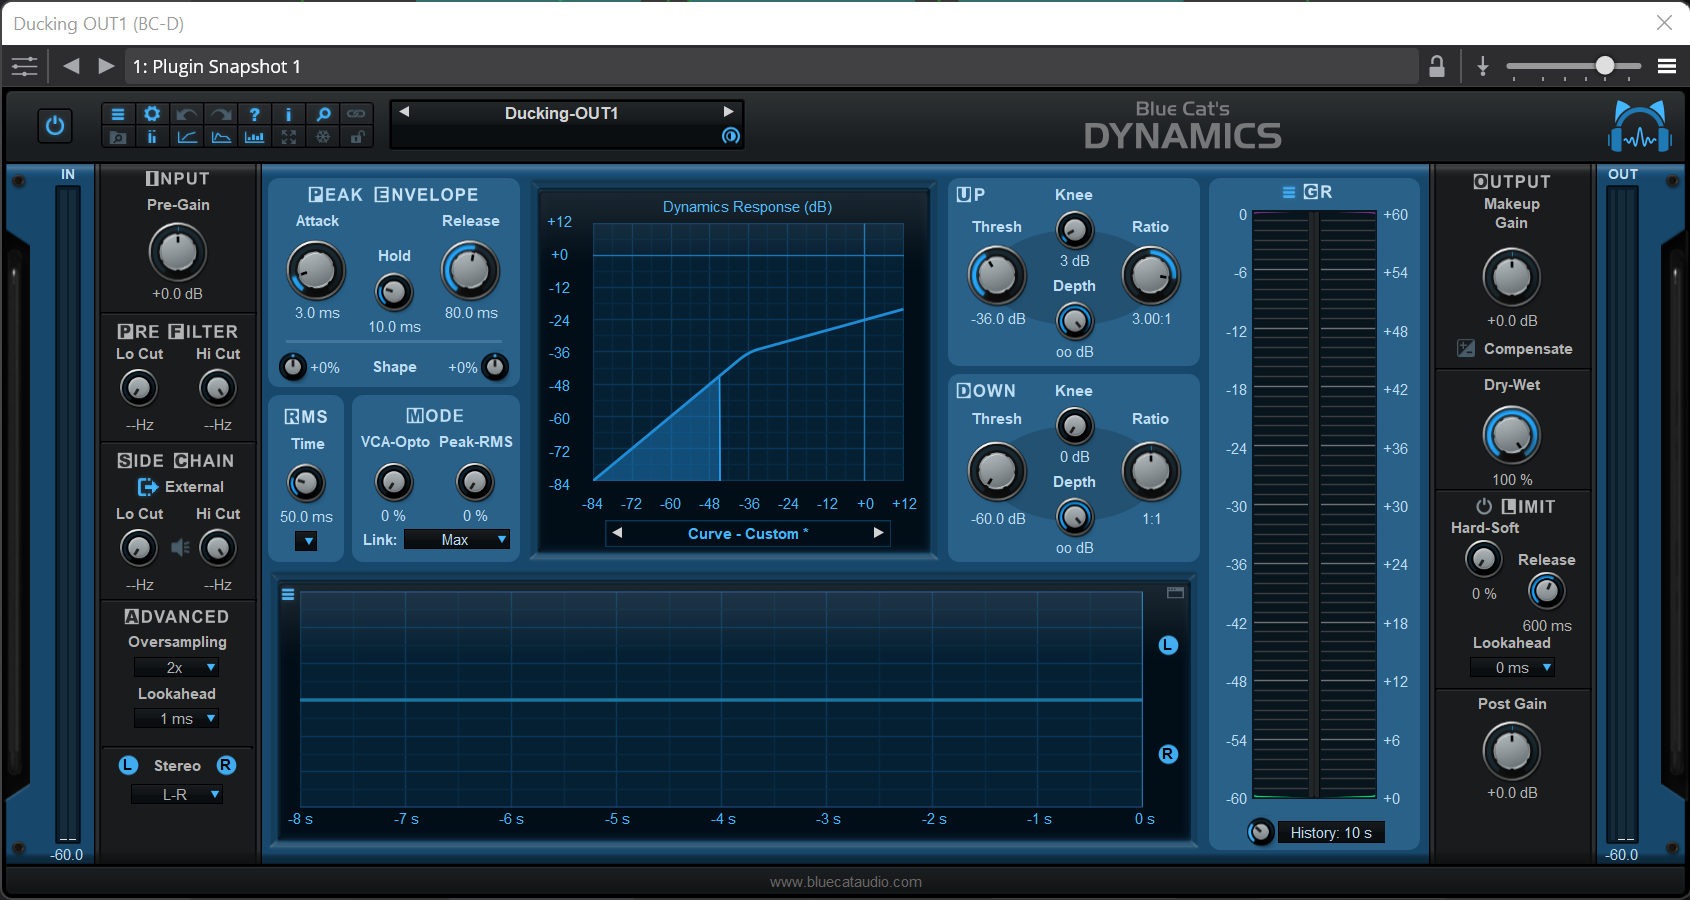 Ducking OUT1 (BC-D)
1: Plugin Snapshot 1
Ducking-OUT1
Blue Cat's
DYNAMICS
IN
-60.0
INPUT
Pre-Gain
+0.0 dB
PRE FILTER
Lo Cut Hi Cut
--Hz --Hz
SIDE CHAIN
External
Lo Cut Hi Cut
--Hz --Hz
ADVANCED
Oversampling
2x
Lookahead
1 ms
L Stereo R
L-R
PEAK ENVELOPE
Attack Release
Hold
3.0 ms 80.0 ms
10.0 ms
+0% Shape +0%
RMS
Time
50.0 ms
MODE
VCA-Opto Peak-RMS
0 % 0 %
Link: Max
Dynamics Response (dB)
+12
+0
-12
-24
-36
-48
-60
-72
-84
-84 -72 -60 -48 -36 -24 -12 +0 +12
Curve - Custom *
UP
Knee
Thresh Ratio
3 dB
Depth
-36.0 dB 3.00:1
oo dB
DOWN
Knee
Thresh Ratio
0 dB
Depth
-60.0 dB 1:1
oo dB
L
R
-8 s -7 s -6 s -5 s -4 s -3 s -2 s -1 s 0 s
GR
0 +60
-6 +54
-12 +48
-18 +42
-24 +36
-30 +30
-36 +24
-42 +18
-48 +12
-54 +6
-60 +0
History: 10 s
OUTPUT
Makeup
Gain
+0.0 dB
Compensate
Dry-Wet
100 %
LIMIT
Hard-Soft
Release
0 %
600 ms
Lookahead
0 ms
Post Gain
+0.0 dB
OUT
-60.0
www.bluecataudio.com